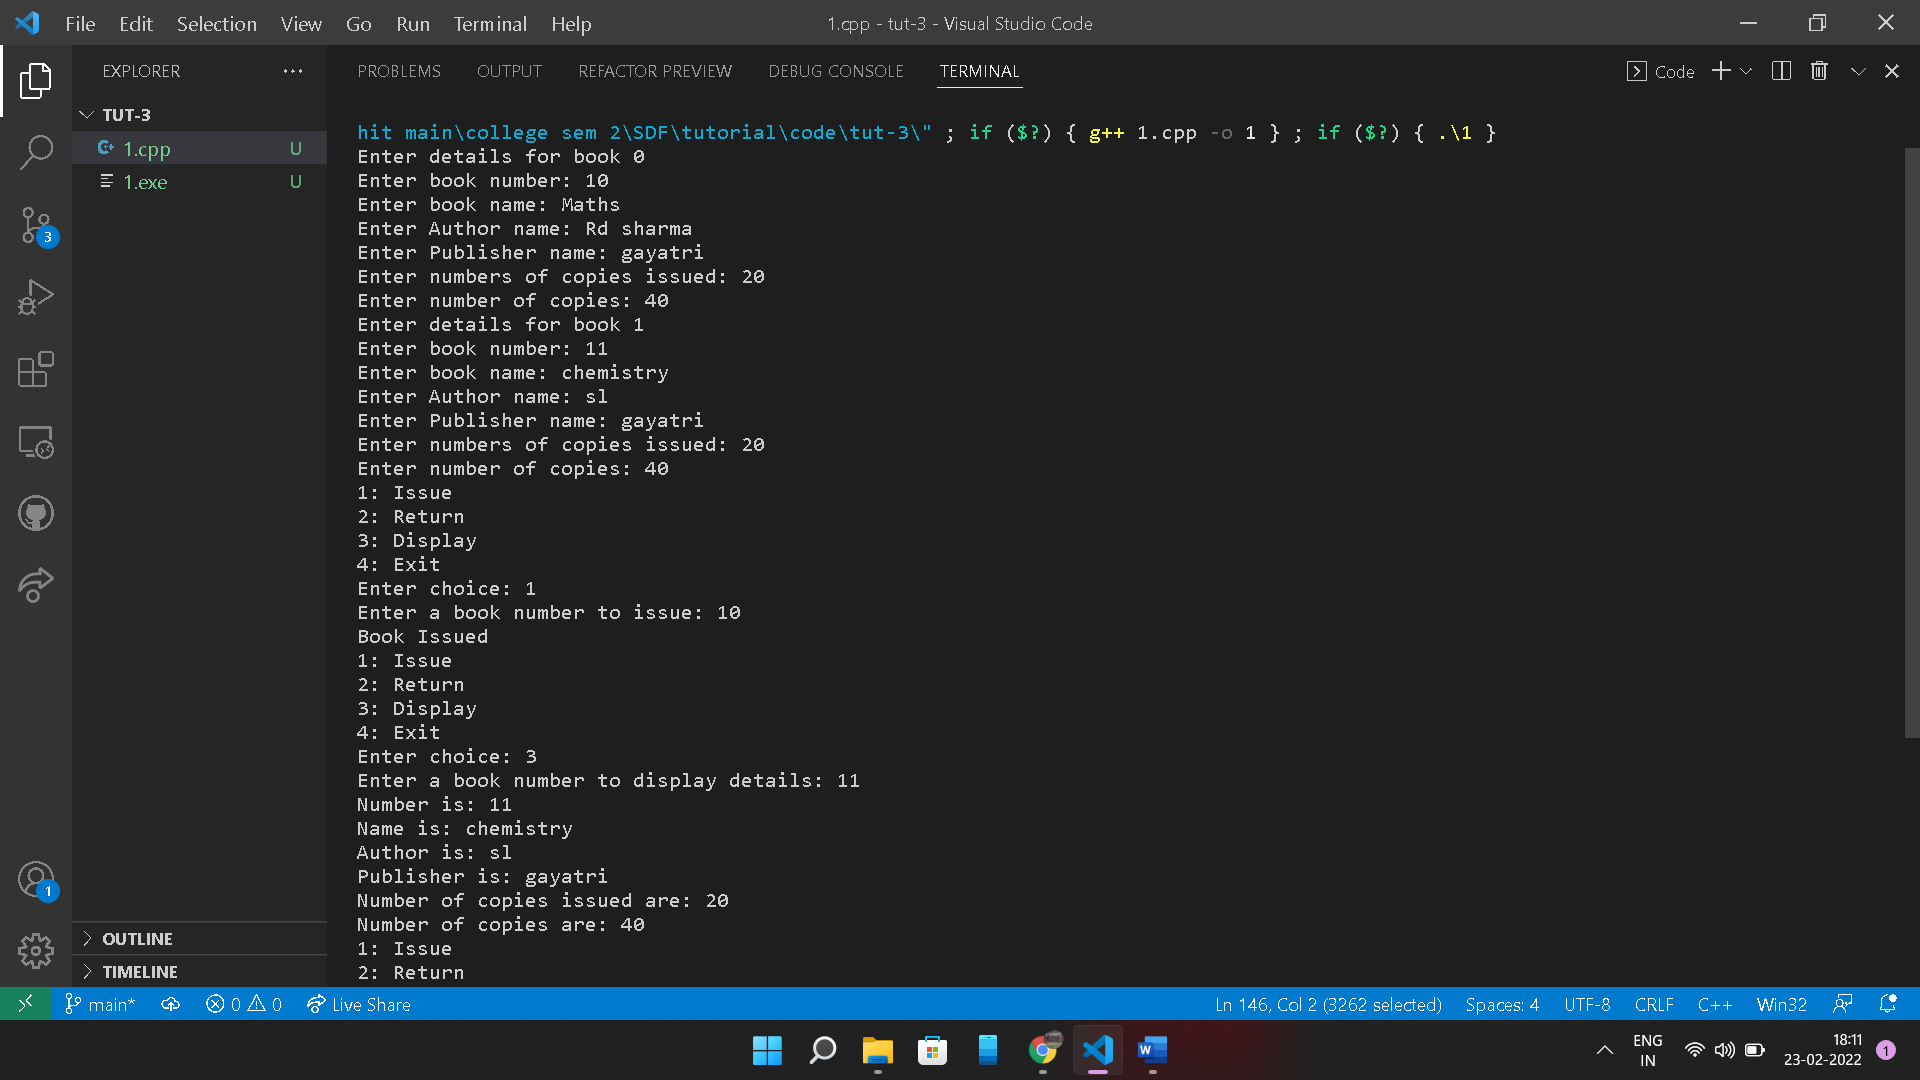 File Edit Selection View Go Run Terminal Help
1.cpp - tut-3 - Visual Studio Code
EXPLORER
TUT-3
1.cpp U
1.exe U
OUTLINE
TIMELINE
3
1
PROBLEMS OUTPUT REFACTOR PREVIEW DEBUG CONSOLE TERMINAL
Code
hit main\college sem 2\SDF\tutorial\code\tut-3\" ; if ($?) { g++ 1.cpp -o 1 } ; if ($?) { .\1 }
Enter details for book 0
Enter book number: 10
Enter book name: Maths
Enter Author name: Rd sharma
Enter Publisher name: gayatri
Enter numbers of copies issued: 20
Enter number of copies: 40
Enter details for book 1
Enter book number: 11
Enter book name: chemistry
Enter Author name: sl
Enter Publisher name: gayatri
Enter numbers of copies issued: 20
Enter number of copies: 40
1: Issue
2: Return
3: Display
4: Exit
Enter choice: 1
Enter a book number to issue: 10
Book Issued
1: Issue
2: Return
3: Display
4: Exit
Enter choice: 3
Enter a book number to display details: 11
Number is: 11
Name is: chemistry
Author is: sl
Publisher is: gayatri
Number of copies issued are: 20
Number of copies are: 40
1: Issue
2: Return
main* 0 0 Live Share
Ln 146, Col 2 (3262 selected) Spaces: 4 UTF-8 CRLF C++ Win32
W
ENG
IN
18:11
23-02-2022
1